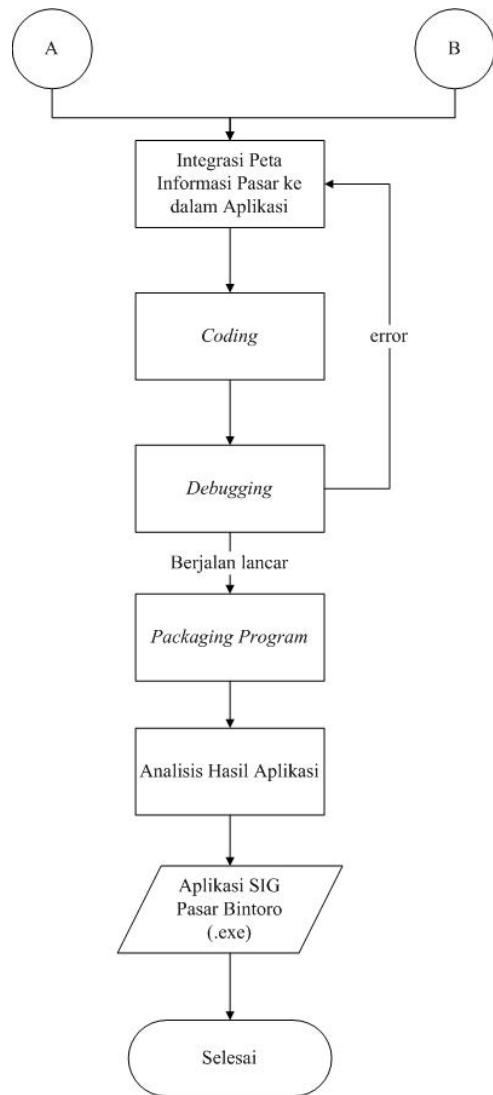 A
B
Integrasi Peta
Informasi Pasar ke
dalam Aplikasi
Coding
error
Debugging
Berjalan lancar
Packaging Program
Analisis Hasil Aplikasi
Aplikasi SIG
Pasar Bintoro
(.exe)
Selesai